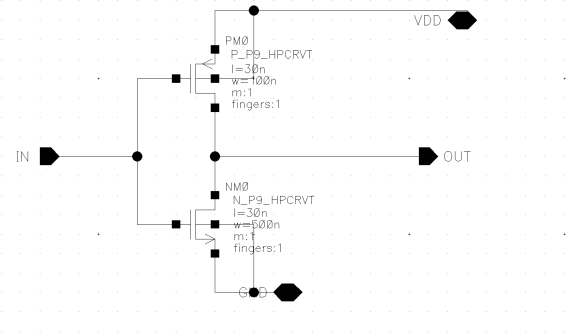 VDD
PM0
P_P9_HPCRVT
l=30n
w=100n
m:1
fingers:1
IN
OUT
NM0
N_P9_HPCRVT
l=30n
w=500n
m:1
fingers:1
GND